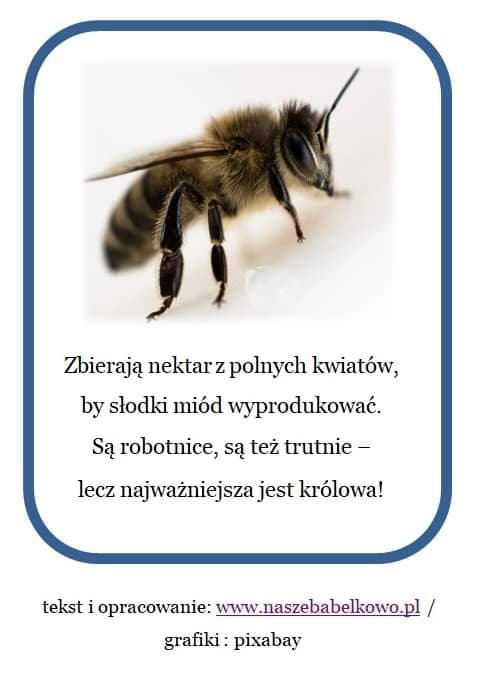 Zbierają nektar z polnych kwiatów,
by słodki miód wyprodukować.
Są robotnice, są też trutnie –
lecz najważniejsza jest królowa!
tekst i opracowanie: www.naszebabelkowo.pl /
grafiki : pixabay